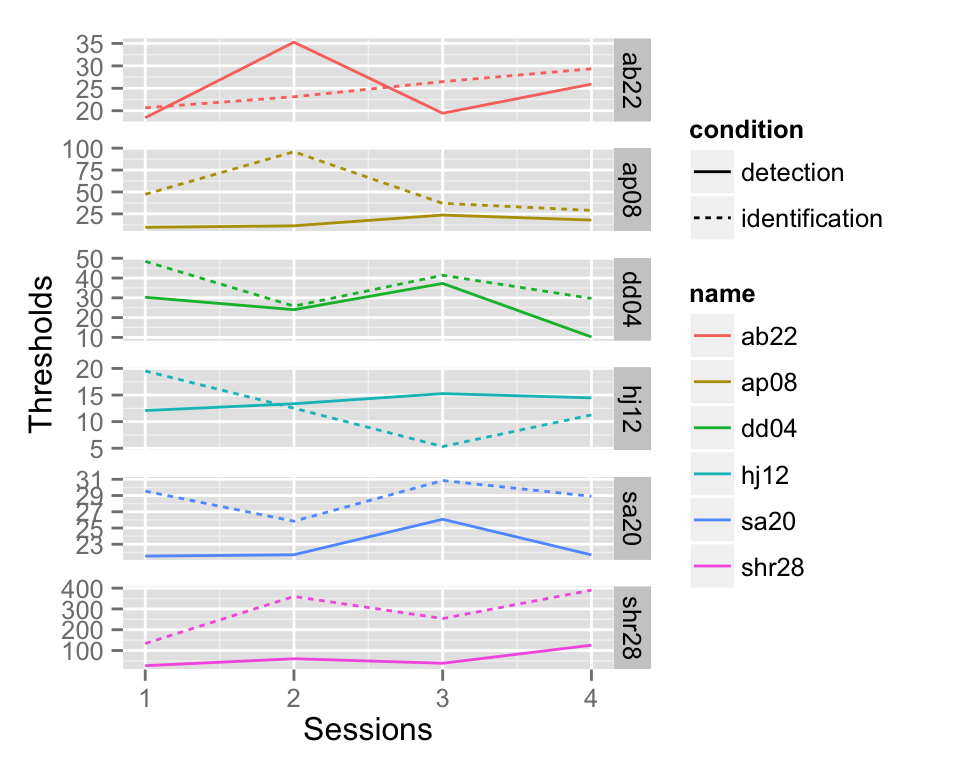 35
30
25
20
ab22
100
75
50
25
ap08
50
40
30
20
10
dd04
20
15
10
5
hj12
31
29
27
25
23
sa20
400
300
200
100
shr28
1 2 3 4
Sessions
Thresholds
condition
detection
identification
name
ab22
ap08
dd04
hj12
sa20
shr28